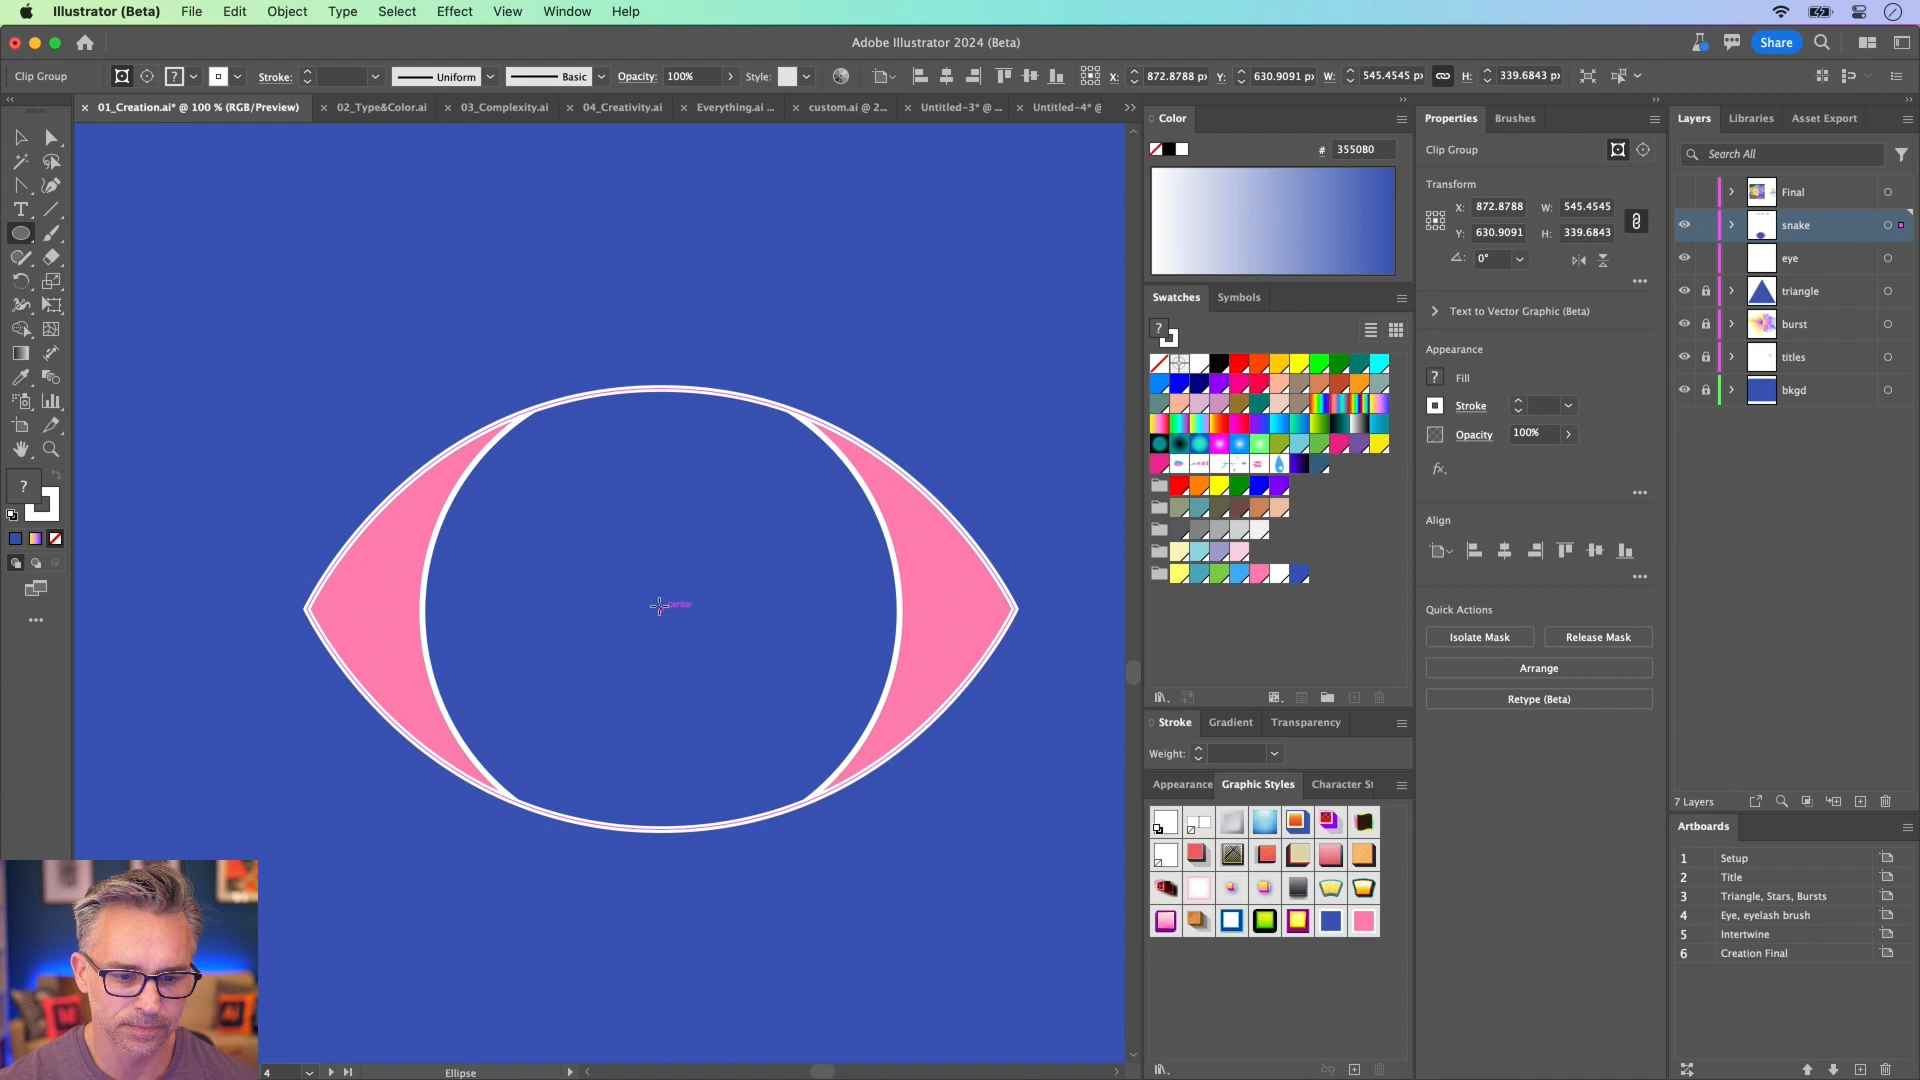 Illustrator (Beta) File Edit Object Type Select Effect View Window Help
Adobe Illustrator 2024 (Beta)
Share
Clip Group
?
Stroke:
Uniform
Basic
Opacity: 100%
Style:
X: 872.8788 px
Y: 630.9091 px
W: 545.4545 px
H: 339.6843 px
01_Creation.ai* @ 100 % (RGB/Preview)
02_Type&Color.ai
03_Complexity.ai
04_Creativity.ai
Everything.ai ...
custom.ai @ 2...
Untitled-3* @ ...
Untitled-4* @
T
?
center
4
Ellipse
Color
# 3550B0
Swatches Symbols
?
Stroke Gradient Transparency
Weight:
Appearance Graphic Styles Character St
Properties Brushes
Clip Group
Transform
X: 872.8788 W: 545.4545
Y: 630.9091 H: 339.6843
0°
Text to Vector Graphic (Beta)
Appearance
? Fill
Stroke
Opacity 100%
fx.
Align
Quick Actions
Isolate Mask Release Mask
Arrange
Retype (Beta)
Layers Libraries Asset Export
Search All
Final
snake
eye
triangle
burst
titles
bkgd
7 Layers
Artboards
1 Setup
2 Title
3 Triangle, Stars, Bursts
4 Eye, eyelash brush
5 Intertwine
6 Creation Final